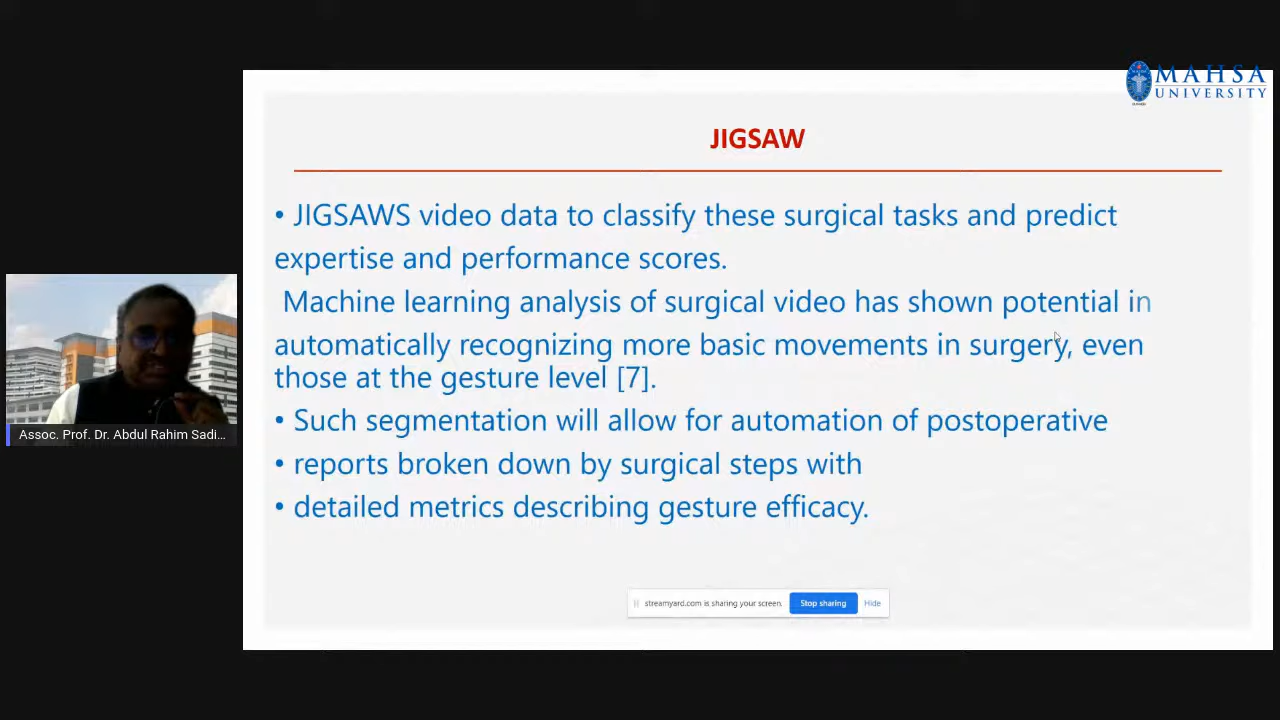 MAHSA
UNIVERSITY
JIGSAW
• JIGSAWS video data to classify these surgical tasks and predict
expertise and performance scores.
Machine learning analysis of surgical video has shown potential in
automatically recognizing more basic movements in surgery, even
those at the gesture level [7].
• Such segmentation will allow for automation of postoperative
• reports broken down by surgical steps with
• detailed metrics describing gesture efficacy.
Assoc. Prof. Dr. Abdul Rahim Sadi...
streamyard.com is sharing your screen. Stop sharing Hide